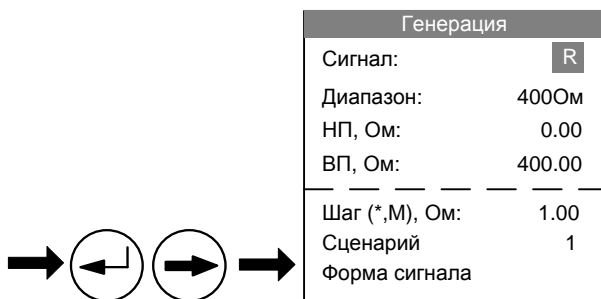 Генерация
Сигнал: R
Диапазон: 400Ом
НП, Ом: 0.00
ВП, Ом: 400.00
Шаг (*,М), Ом: 1.00
Сценарий 1
Форма сигнала